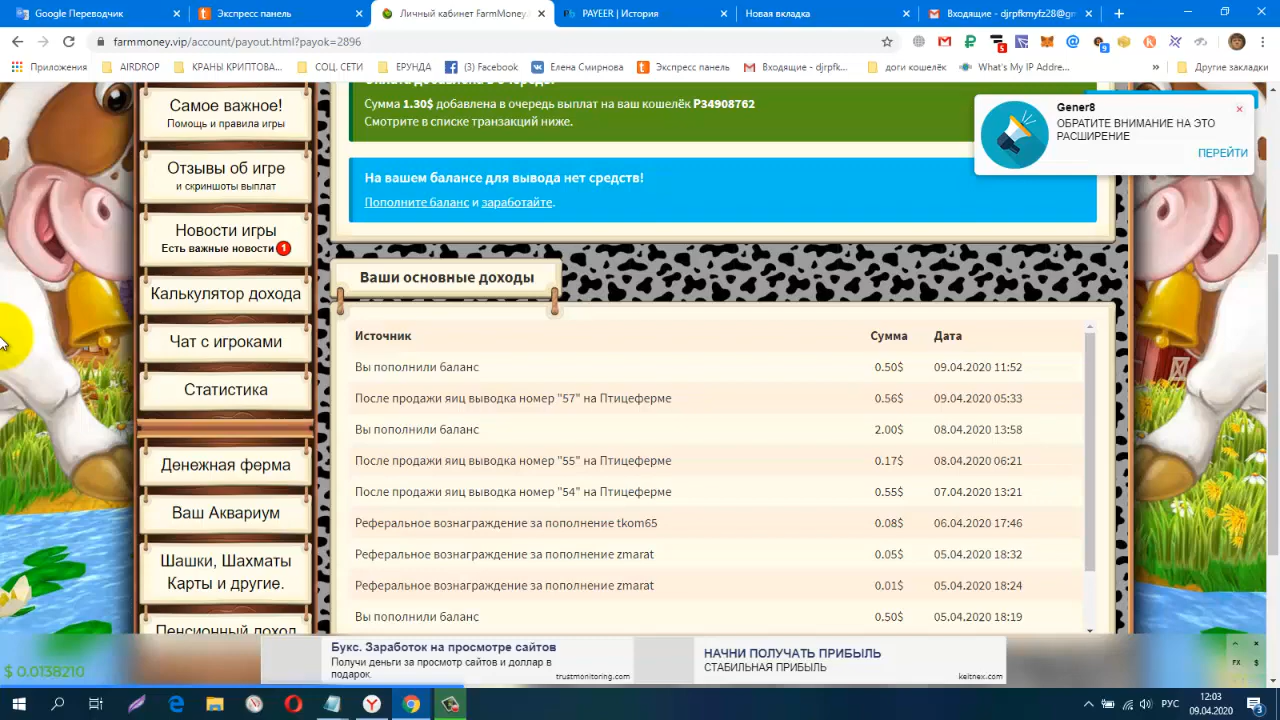 Google Переводчик
Экспресс панель
Личный кабинет FarmMoney.
PAYEER | История
Новая вкладка
Входящие - djrpfkmyfz28@gm
farmmoney.vip/account/payout.html?payok=2896
5
9
Приложения
AIRDROP
КРАНЫ КРИПТОВА...
СОЦ. СЕТИ
ЕРУНДА
(3) Facebook
Елена Смирнова
Экспресс панель
Входящие - djrpfk...
доги кошелёк
What's My IP Addre...
»
Другие закладки
Самое важное!
Помощь и правила игры
Отзывы об игре
и скриншоты выплат
Новости игры
Есть важные новости 1
Калькулятор дохода
Чат с игроками
Статистика
Денежная ферма
Ваш Аквариум
Шашки, Шахматы
Карты и другие.
Пенсионный доход
Сумма 1.30$ добавлена в очередь выплат на ваш кошелёк P34908762
Смотрите в списке транзакций ниже.
На вашем балансе для вывода нет средств!
Пополните баланс и заработайте.
Gener8
ОБРАТИТЕ ВНИМАНИЕ НА ЭТО
РАСШИРЕНИЕ
ПЕРЕЙТИ
Ваши основные доходы
Источник Сумма Дата
Вы пополнили баланс 0.50$ 09.04.2020 11:52
После продажи яиц выводка номер "57" на Птицеферме 0.56$ 09.04.2020 05:33
Вы пополнили баланс 2.00$ 08.04.2020 13:58
После продажи яиц выводка номер "55" на Птицеферме 0.17$ 08.04.2020 06:21
После продажи яиц выводка номер "54" на Птицеферме 0.55$ 07.04.2020 13:21
Реферальное вознаграждение за пополнение tkom65 0.08$ 06.04.2020 17:46
Реферальное вознаграждение за пополнение zmarat 0.05$ 05.04.2020 18:32
Реферальное вознаграждение за пополнение zmarat 0.01$ 05.04.2020 18:24
Вы пополнили баланс 0.50$ 05.04.2020 18:19
$ 0.0138210
Букс. Заработок на просмотре сайтов
Получи деньги за просмотр сайтов и доллар в
подарок.
trustmonitoring.com
НАЧНИ ПОЛУЧАТЬ ПРИБЫЛЬ
СТАБИЛЬНАЯ ПРИБЫЛЬ
keltnex.com
PX $
РУС
12:03
09.04.2020
3